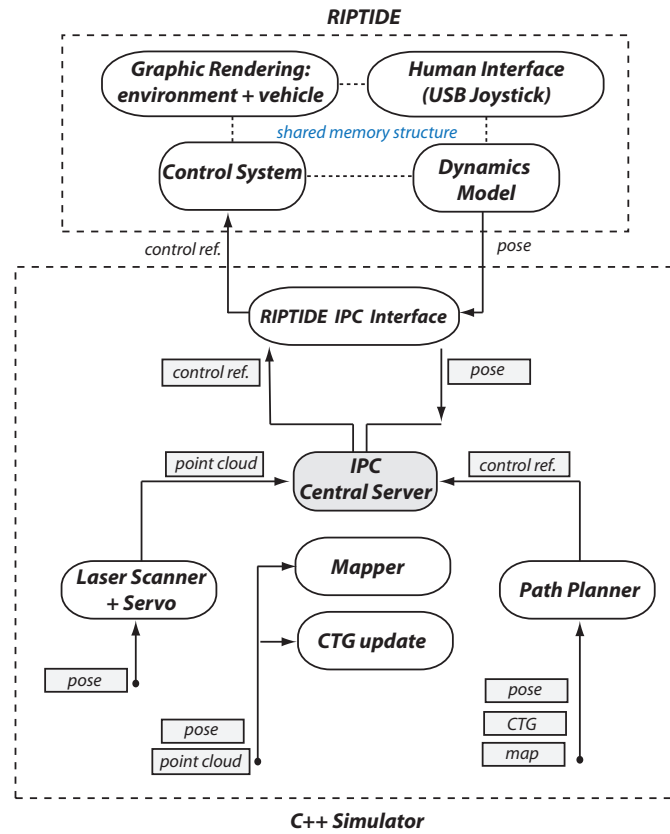 RIPTIDE
Graphic Rendering:
environment + vehicle
Human Interface
(USB Joystick)
shared memory structure
Control System
Dynamics
Model
control ref.
pose
RIPTIDE IPC Interface
control ref.
pose
point cloud
IPC
Central Server
control ref.
Laser Scanner
+ Servo
Mapper
Path Planner
CTG update
pose
pose
point cloud
pose
CTG
map
C++ Simulator